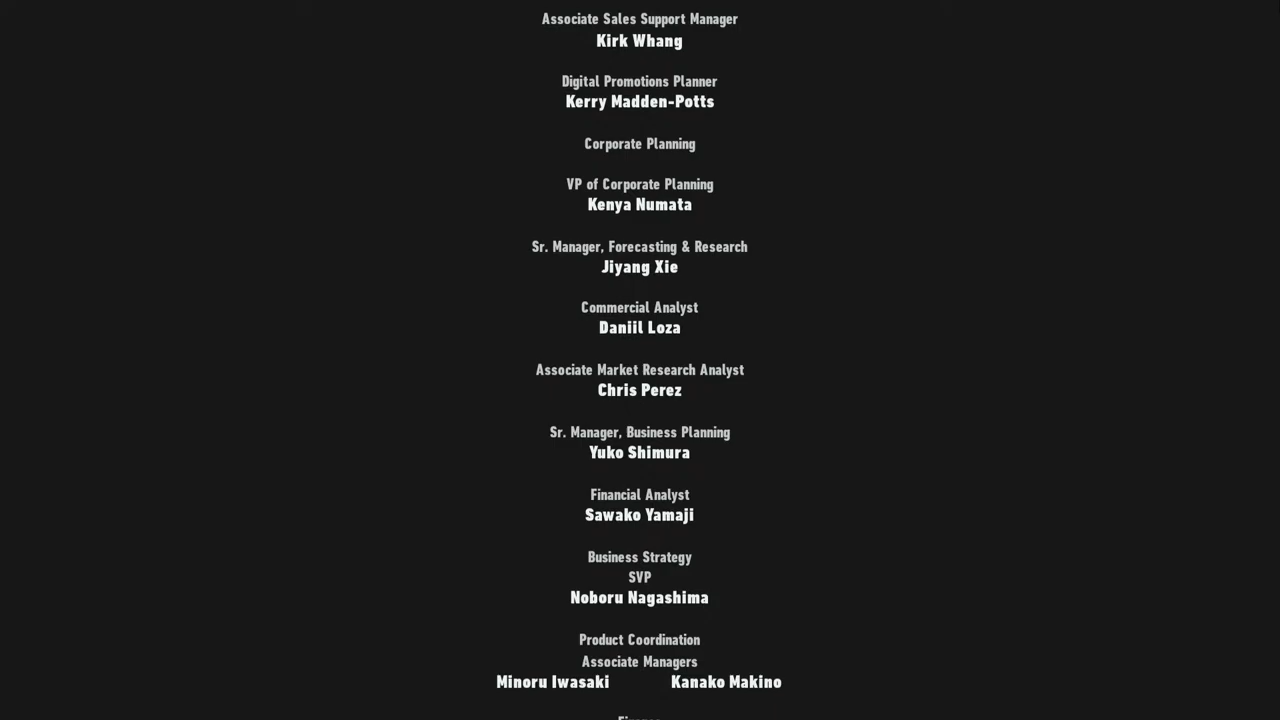 Associate Sales Support Manager
Kirk Whang
Digital Promotions Planner
Kerry Madden-Potts
Corporate Planning
VP of Corporate Planning
Kenya Numata
Sr. Manager, Forecasting & Research
Jiyang Xie
Commercial Analyst
Daniil Loza
Associate Market Research Analyst
Chris Perez
Sr. Manager, Business Planning
Yuko Shimura
Financial Analyst
Sawako Yamaji
Business Strategy
SVP
Noboru Nagashima
Product Coordination
Associate Managers
Minoru Iwasaki Kanako Makino